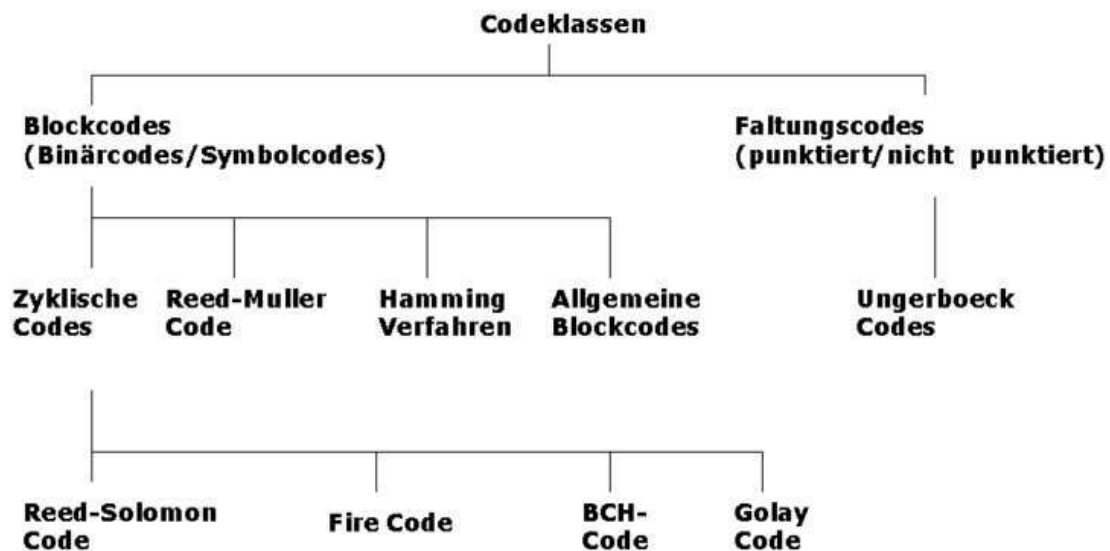 Codeklassen
Blockcodes
(Binärcodes/Symbolcodes)
Faltungscodes
(punktiert/nicht punktiert)
Zyklische
Codes
Reed-Muller
Code
Hamming
Verfahren
Allgemeine
Blockcodes
Ungerboeck
Codes
Reed-Solomon
Code
Fire Code
BCH-
Code
Golay
Code